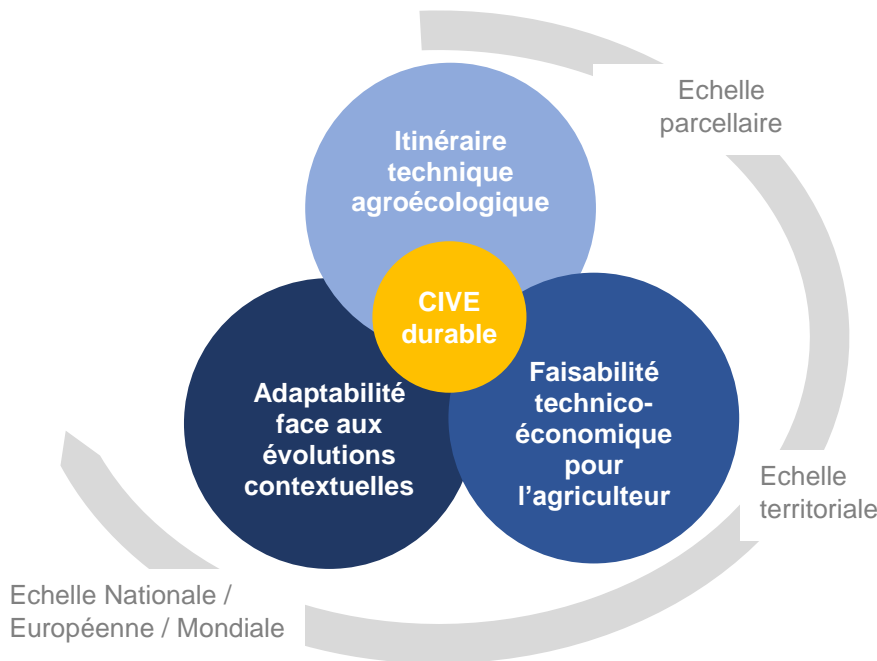 Echelle
parcellaire
Itinéraire
technique
agroécologique
CIVE
durable
Adaptabilité
face aux
évolutions
contextuelles
Faisabilité
technico-
économique
pour
l’agriculteur
Echelle
territoriale
Echelle Nationale /
Européenne / Mondiale